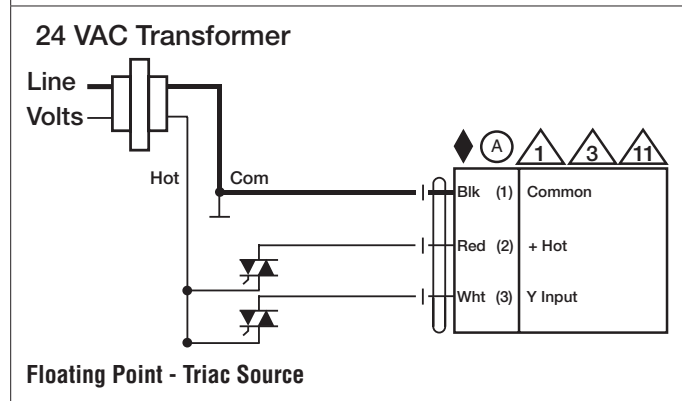 24 VAC Transformer
Line
Volts
Hot
Com
A
1
3
11
Blk (1) Common
Red (2) + Hot
Wht (3) Y Input
Floating Point - Triac Source